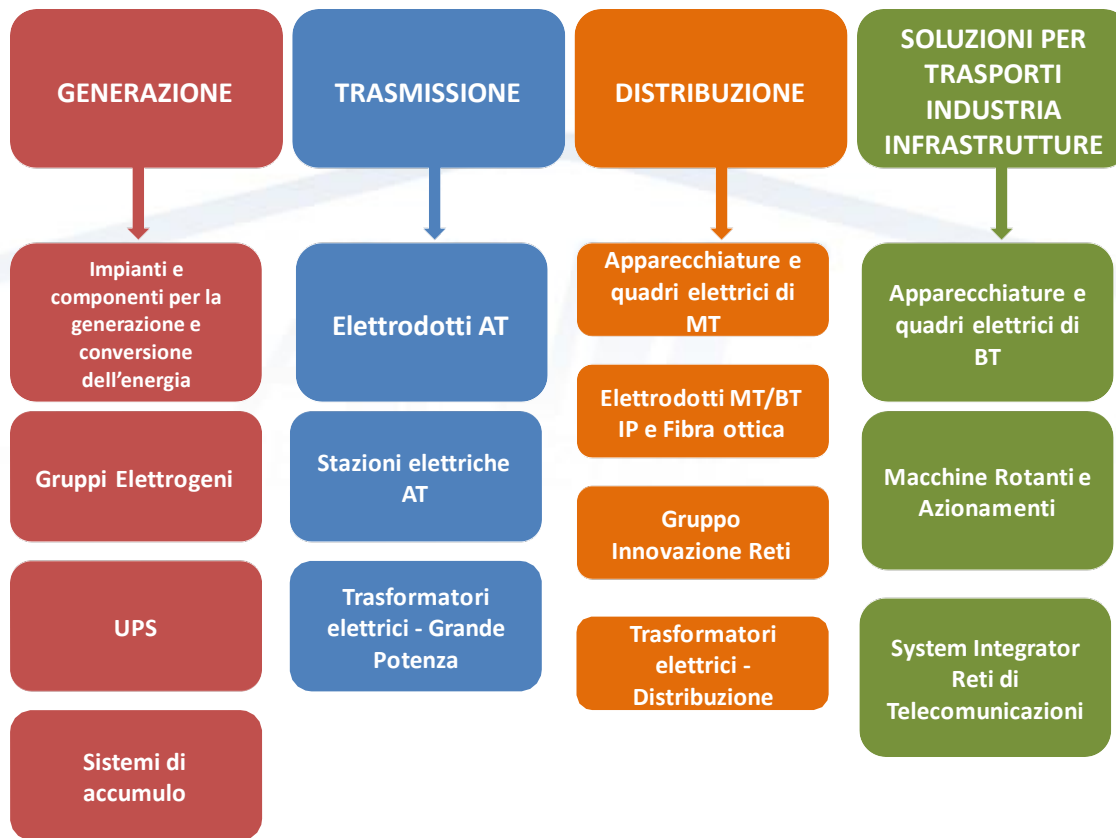 GENERAZIONE
TRASMISSIONE
DISTRIBUZIONE
SOLUZIONI PER
TRASPORTI
INDUSTRIA
INFRASTRUTTURE
Impianti e
componenti per la
generazione e
conversione
dell'energia
Gruppi Elettrogeni
UPS
Sistemi di
accumulo
Elettrodotti AT
Stazioni elettriche
AT
Trasformatori
elettrici - Grande
Potenza
Apparecchiature e
quadri elettrici di
MT
Elettrodotti MT/BT
IP e Fibra ottica
Gruppo
Innovazione Reti
Trasformatori
elettrici -
Distribuzione
Apparecchiature e
quadri elettrici di
BT
Macchine Rotanti e
Azionamenti
System Integrator
Reti di
Telecomunicazioni